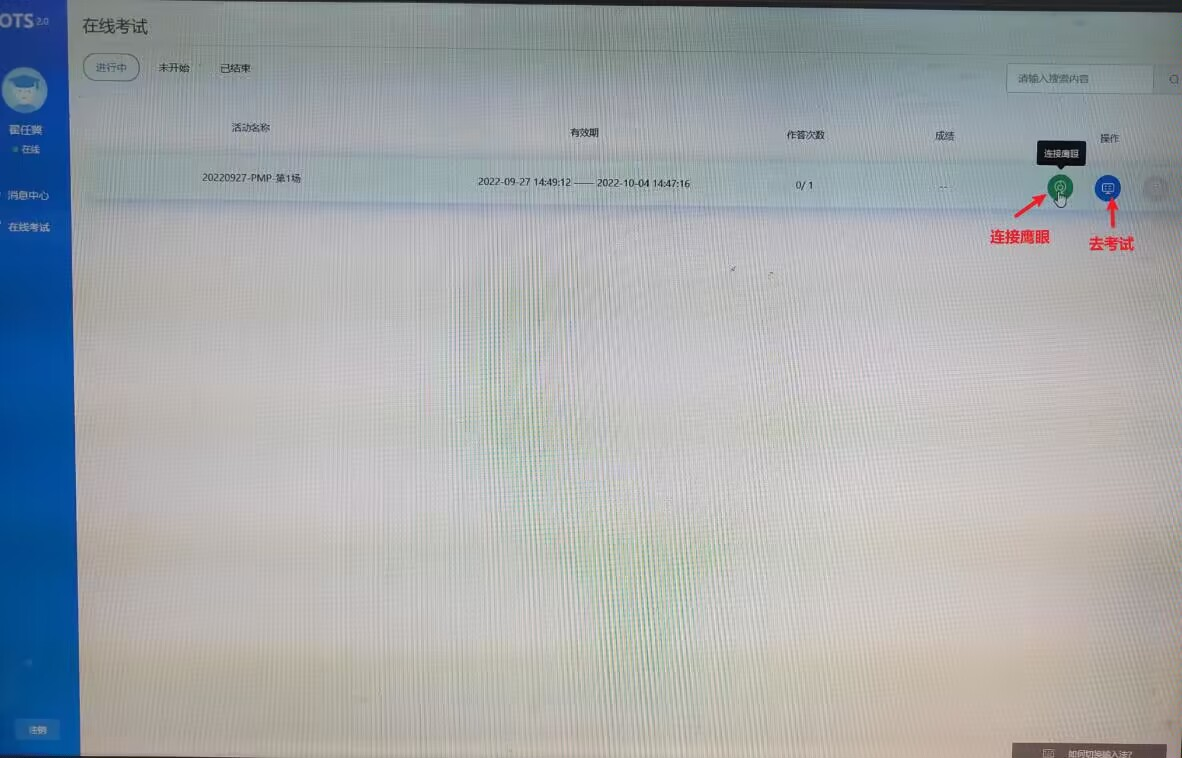 OTS 2.0
在线考试
进行中
未开始
已结束
请输入搜索内容
翟任冀
在线
消息中心
在线考试
活动名称
有效期
作答次数
成绩
操作
连接鹰眼
20220927-PMP-第1场
2022-09-27 14:49:12 —— 2022-10-04 14:47:16
0/ 1
--
连接鹰眼
去考试
注销
如何切换输入法?